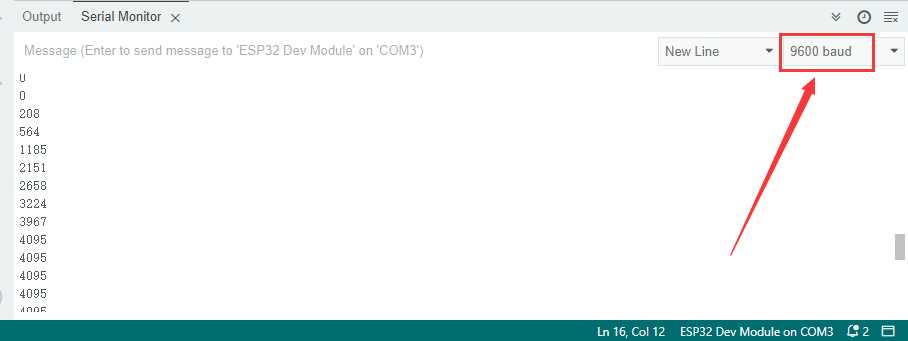 Output Serial Monitor
Message (Enter to send message to 'ESP32 Dev Module' on 'COM3')
New Line
9600 baud
0
208
564
1185
2151
2658
3224
3967
4095
4095
4095
4095
4095
Ln 16, Col 12 ESP32 Dev Module on COM3 2